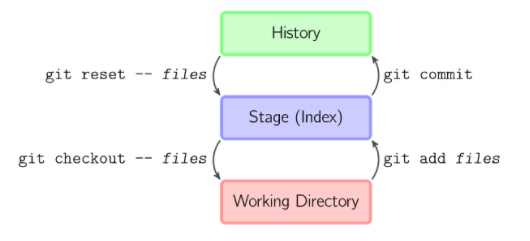 History
git reset -- files
git commit
Stage (Index)
git checkout -- files
git add files
Working Directory